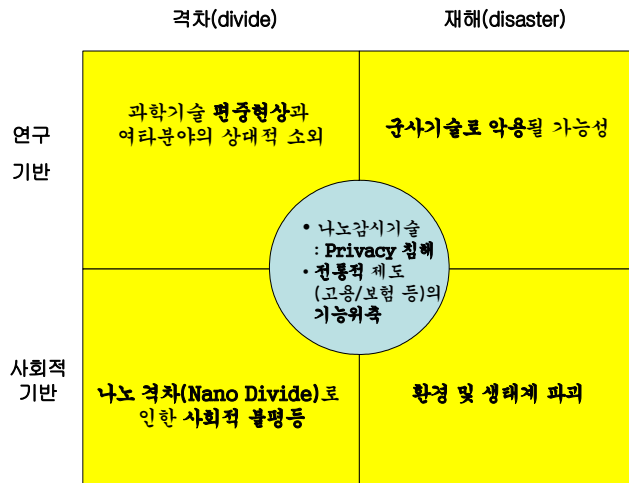 격차(divide)
재해(disaster)
연구
기반
과학기술 편중현상과
여타분야의 상대적 소외
군사기술로 악용될 가능성
• 나노감시기술
: Privacy 침해
• 전통적 제도
(고용/보험 등)의
기능위축
사회적
기반
나노 격차(Nano Divide)로
인한 사회적 불평등
환경 및 생태계 파괴